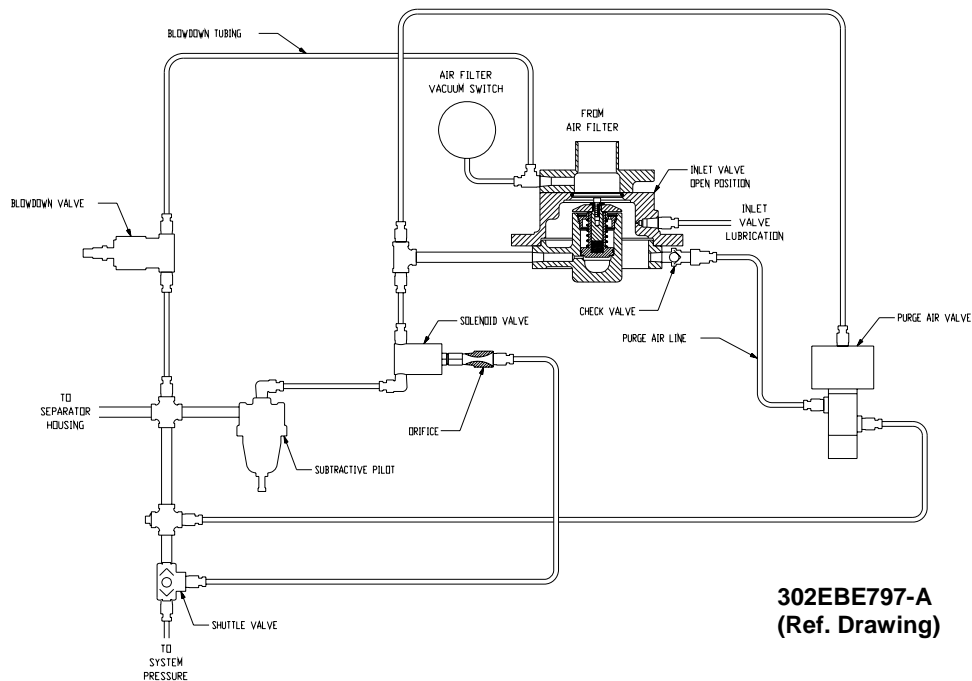 BLOWDOWN TUBING
AIR FILTER
VACUUM SWITCH
FROM
AIR FILTER
INLET VALVE
OPEN POSITION
BLOWDOWN VALVE
INLET
VALVE
LUBRICATION
CHECK VALVE
SOLENOID VALVE
PURGE AIR VALVE
PURGE AIR LINE
TO
SEPARATOR
HOUSING
ORIFICE
SUBTRACTIVE PILOT
SHUTTLE VALVE
TO
SYSTEM
PRESSURE
302EBE797-A
(Ref. Drawing)